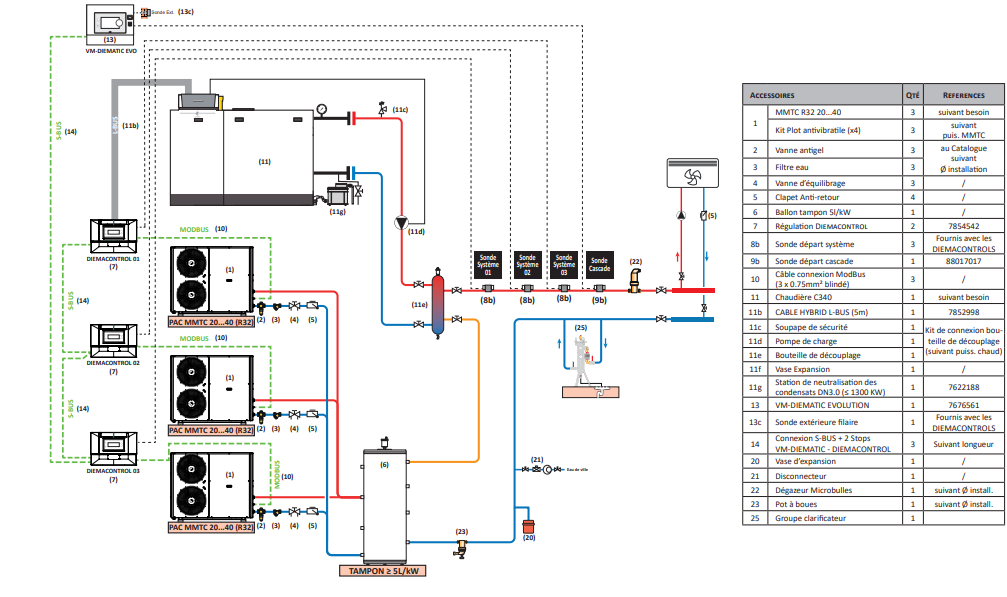 Sonde Ext.
(13c)
(13)
VM-DIEMATIC EVO
S-BUS
(14)
S-BUS
(11b)
(11)
(11c)
(11g)
(11d)
(11e)
DIEMACONTROL 01
(7)
S-BUS
(14)
DIEMACONTROL 02
(7)
S-BUS
(14)
DIEMACONTROL 03
(7)
MODBUS (10)
(1)
PAC MMTC 20...40 (R32)
(2) (3) (4) (5)
MODBUS (10)
(1)
PAC MMTC 20...40 (R32)
(2) (3) (4) (5)
MODBUS
(10)
(1)
PAC MMTC 20...40 (R32)
(2) (3) (4) (5)
Sonde
Système
01
Sonde
Système
02
Sonde
Système
03
Sonde
Cascade
(8b) (8b) (8b) (9b)
(22)
(5)
(25)
(6)
TAMPON ≥ 5L/kW
(21)
Eau de ville
(23)
(20)
ACCESSOIRES QTÉ REFERENCES
1 MMTC R32 20...40 3 suivant besoin
Kit Plot antivibratile (x4) 3 suivant
puis. MMTC
2 Vanne antigel 3 au Catalogue
suivant
Ø installation
3 Filtre eau 3
4 Vanne d'équilibrage 3 /
5 Clapet Anti-retour 4 /
6 Ballon tampon 5l/kW 1 /
7 Régulation DIEMACONTROL 2 7854542
8b Sonde départ système 3 Fournis avec les
DIEMACONTROLS
9b Sonde départ cascade 1 88017017
10 Câble connexion ModBus
(3 x 0.75mm² blindé) 3 /
11 Chaudière C340 1 suivant besoin
11b CABLE HYBRID L-BUS (5m) 1 7852998
11c Soupape de sécurité 1 Kit de connexion bou-
teille de découplage
(suivant puiss. chaud)
11d Pompe de charge 1
11e Bouteille de découplage 1
11f Vase Expansion 1 /
11g Station de neutralisation des
condensats DN3.0 (≤ 1300 KW) 1 7622188
13 VM-DIEMATIC EVOLUTION 1 7676561
13c Sonde extérieure filaire 1 Fournis avec les
DIEMACONTROLS
14 Connexion S-BUS + 2 Stops
VM-DIEMATIC - DIEMACONTROL 3 Suivant longueur
20 Vase d'expansion 1 /
21 Disconnecteur 1 /
22 Dégazeur Microbulles 1 suivant Ø install.
23 Pot à boues 1 suivant Ø install.
25 Groupe clarificateur 1